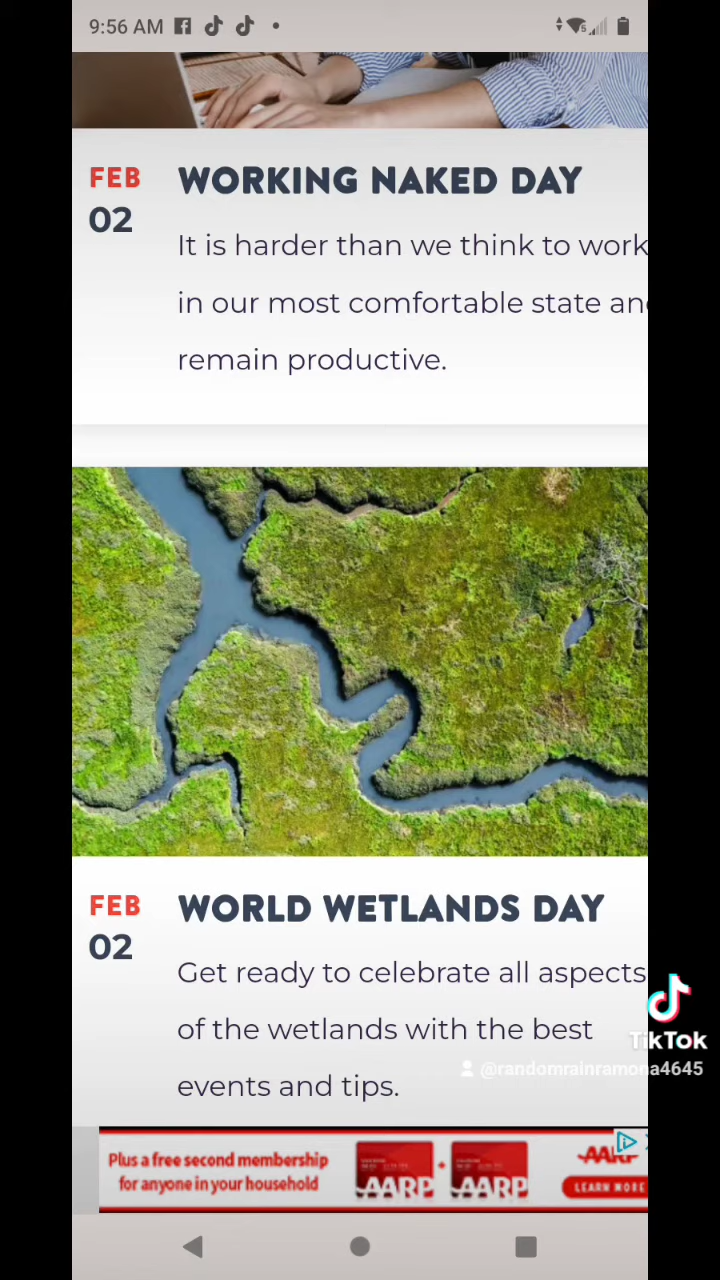 9:56 AM
FEB
02
WORKING NAKED DAY
It is harder than we think to work
in our most comfortable state an
remain productive.
FEB
02
WORLD WETLANDS DAY
Get ready to celebrate all aspects
of the wetlands with the best
events and tips.
TikTok
@randomrainramona4645
Plus a free second membership
for anyone in your household
AARP + AARP
AARP
LEARN MORE